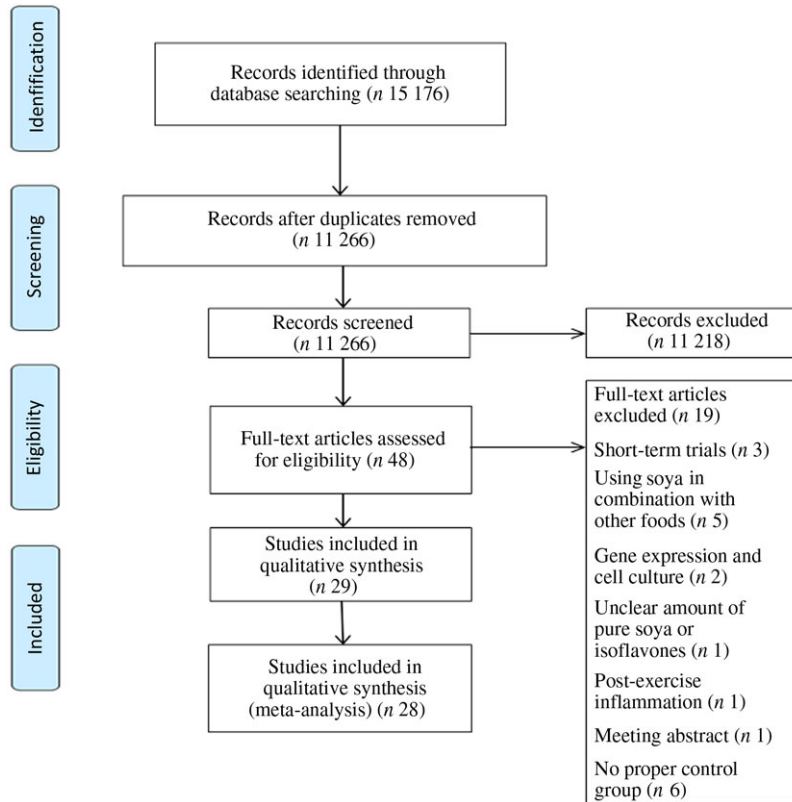 Idenfification
Records identified through
database searching (n 15 176)
Screening
Records after duplicates removed
(n 11 266)
Records screened
(n 11 266)
Records excluded
(n 11 218)
Eligibility
Full-text articles assessed
for eligibility (n 48)
Full-text articles
excluded (n 19)
Short-term trials (n 3)
Using soya in
combination with
other foods (n 5)
Gene expression and
cell culture (n 2)
Unclear amount of
pure soya or
isoflavones (n 1)
Post-exercise
inflammation (n 1)
Meeting abstract (n 1)
No proper control
group (n 6)
Included
Studies included in
qualitative synthesis
(n 29)
Studies included in
qualitative synthesis
(meta-analysis) (n 28)